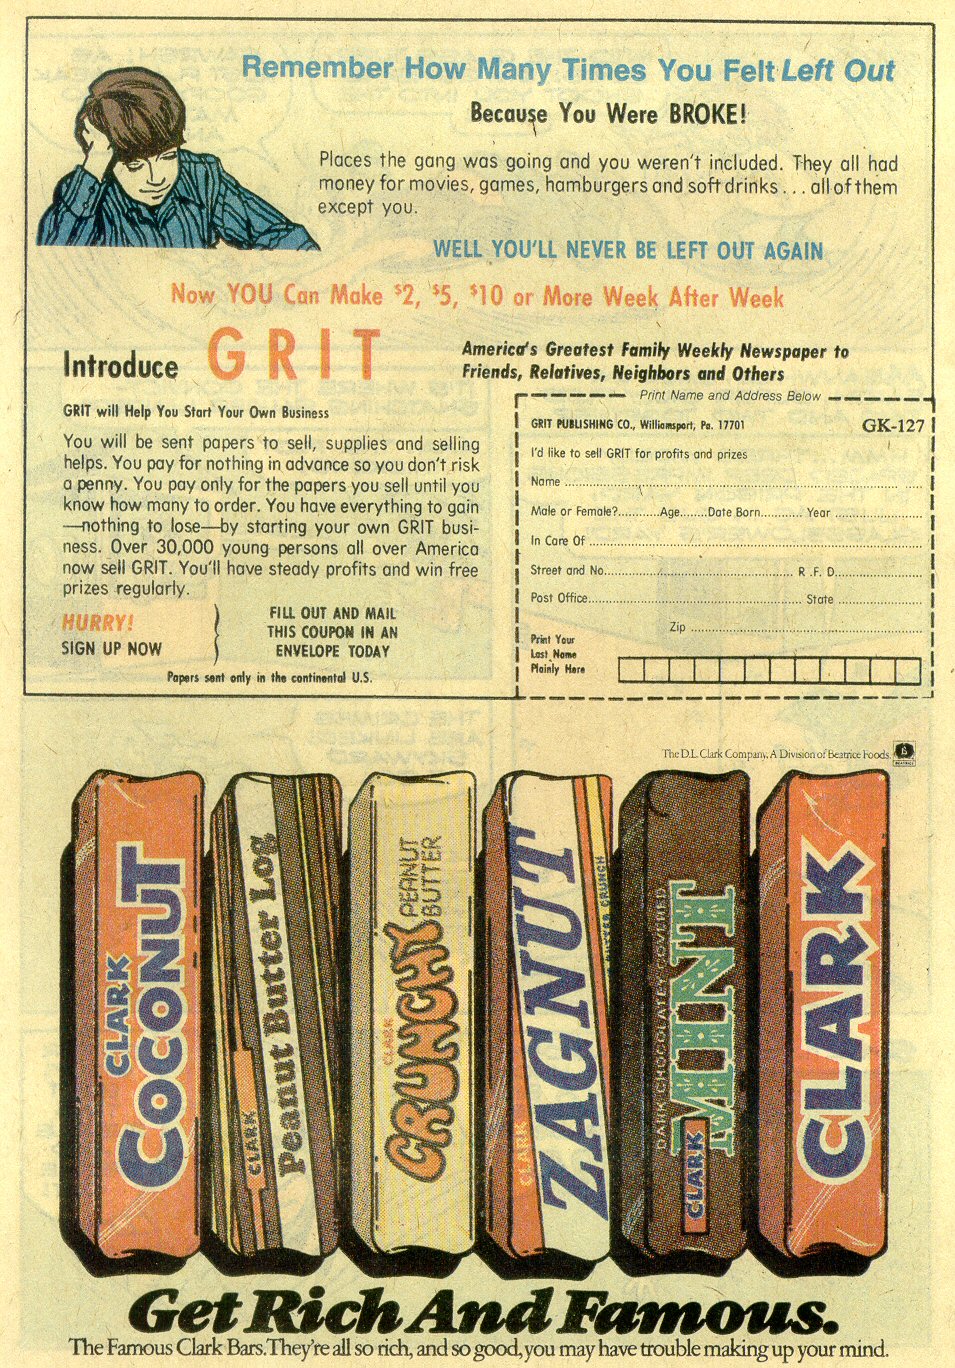 Remember How Many Times You Felt Left Out
Because You Were BROKE!
Places the gang was going and you weren't included. They all had
money for movies, games, hamburgers and soft drinks . . . all of them
except you.
WELL YOU'LL NEVER BE LEFT OUT AGAIN
Now YOU Can Make $2, $5, $10 or More Week After Week
Introduce GRIT
America's Greatest Family Weekly Newspaper to
Friends, Relatives, Neighbors and Others
GRIT will Help You Start Your Own Business
You will be sent papers to sell, supplies and selling
helps. You pay for nothing in advance so you don't risk
a penny. You pay only for the papers you sell until you
know how many to order. You have everything to gain
—nothing to lose—by starting your own GRIT busi-
ness. Over 30,000 young persons all over America
now sell GRIT. You'll have steady profits and win free
prizes regularly.
HURRY!
SIGN UP NOW
FILL OUT AND MAIL
THIS COUPON IN AN
ENVELOPE TODAY
Papers sent only in the continental U.S.
Print Name and Address Below
GRIT PUBLISHING CO., Williamsport, Pa. 17701 GK-127
I'd like to sell GRIT for profits and prizes
Name
Male or Female?..........Age.......Date Born.......... Year
In Care Of
Street and No. R.F.D.
Post Office State
Zip
Print Your
Last Name
Plainly Here
The D.L. Clark Company, A Division of Beatrice Foods.
BEATRICE
CLARK
COCONUT
CLARK
Peanut Butter Log
CLARK
CRUNCHY
PEANUT
BUTTER
CLARK
ZAGNUT
BUTTER CRUNCH
DARK CHOCOLATEY COVERED
MINT
CLARK
CLARK
Get Rich And Famous.
The Famous Clark Bars. They're all so rich, and so good, you may have trouble making up your mind.